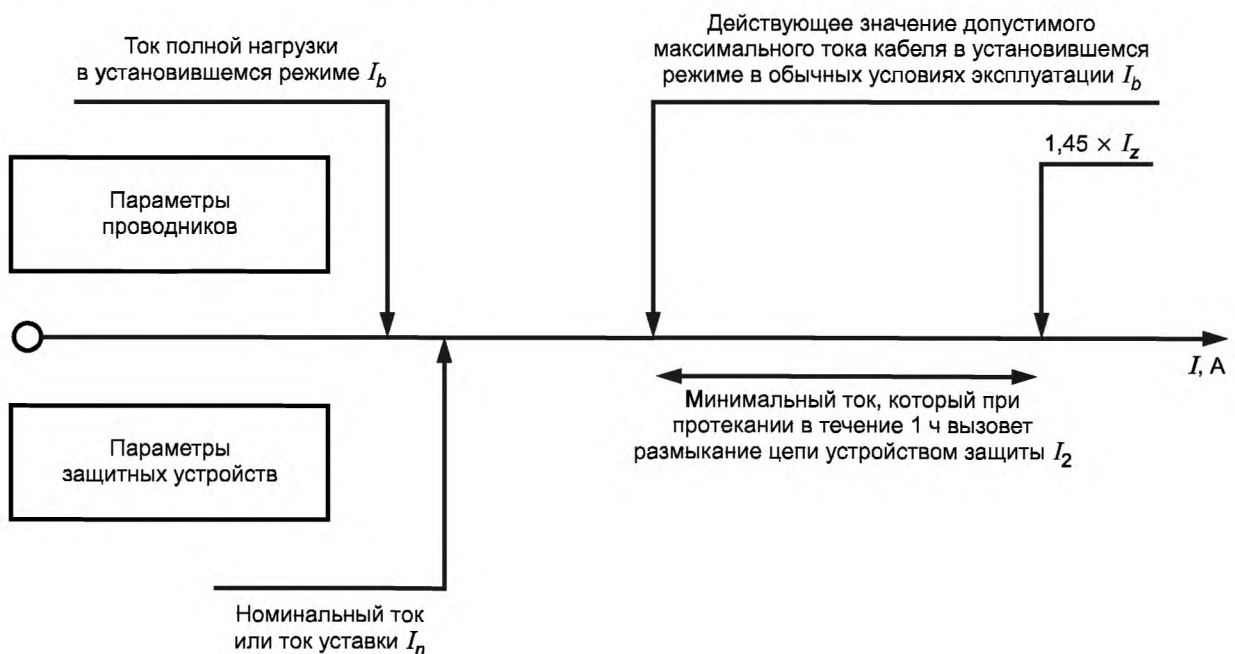 Ток полной нагрузки
в установившемся режиме I_b
Действующее значение допустимого
максимального тока кабеля в установившемся
режиме в обычных условиях эксплуатации I_b
1,45 × I_z
Параметры
проводников
I, А
Параметры
защитных устройств
Минимальный ток, который при
протекании в течение 1 ч вызовет
размыкание цепи устройством защиты I_2
Номинальный ток
или ток уставки I_n